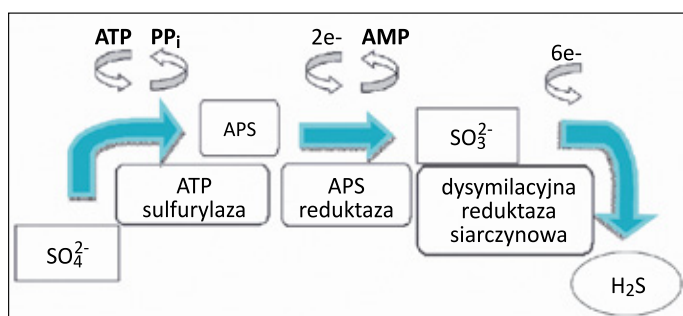 ATP PPi
2e- AMP
6e-
APS
SO₃²⁻
ATP
sulfurylaza
APS
reduktaza
dysymilacyjna
reduktaza
siarczynowa
SO₄²⁻
H₂S